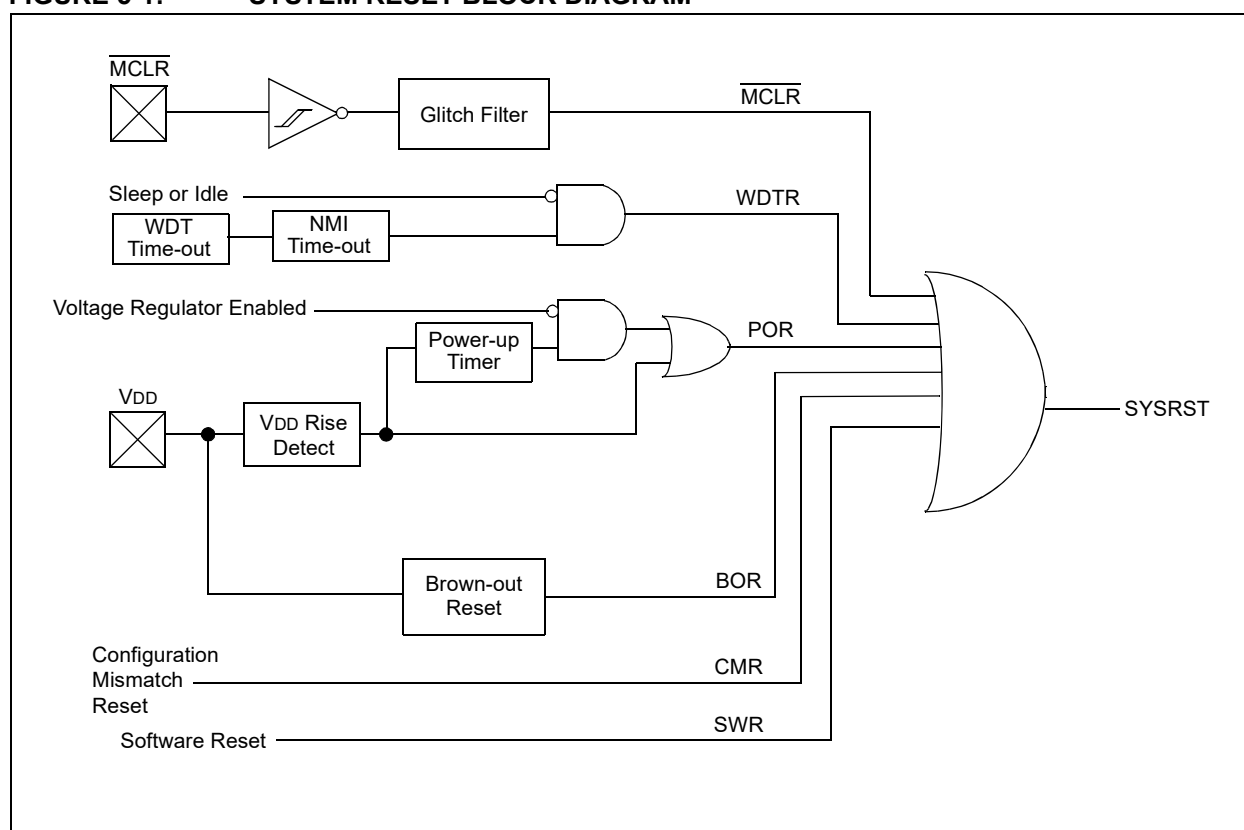 MCLR
Glitch Filter
MCLR
Sleep or Idle
WDTR
WDT
Time-out
NMI
Time-out
Voltage Regulator Enabled
Power-up
Timer
POR
VDD
VDD Rise
Detect
SYSRST
Brown-out
Reset
BOR
Configuration
Mismatch
Reset
CMR
Software Reset
SWR